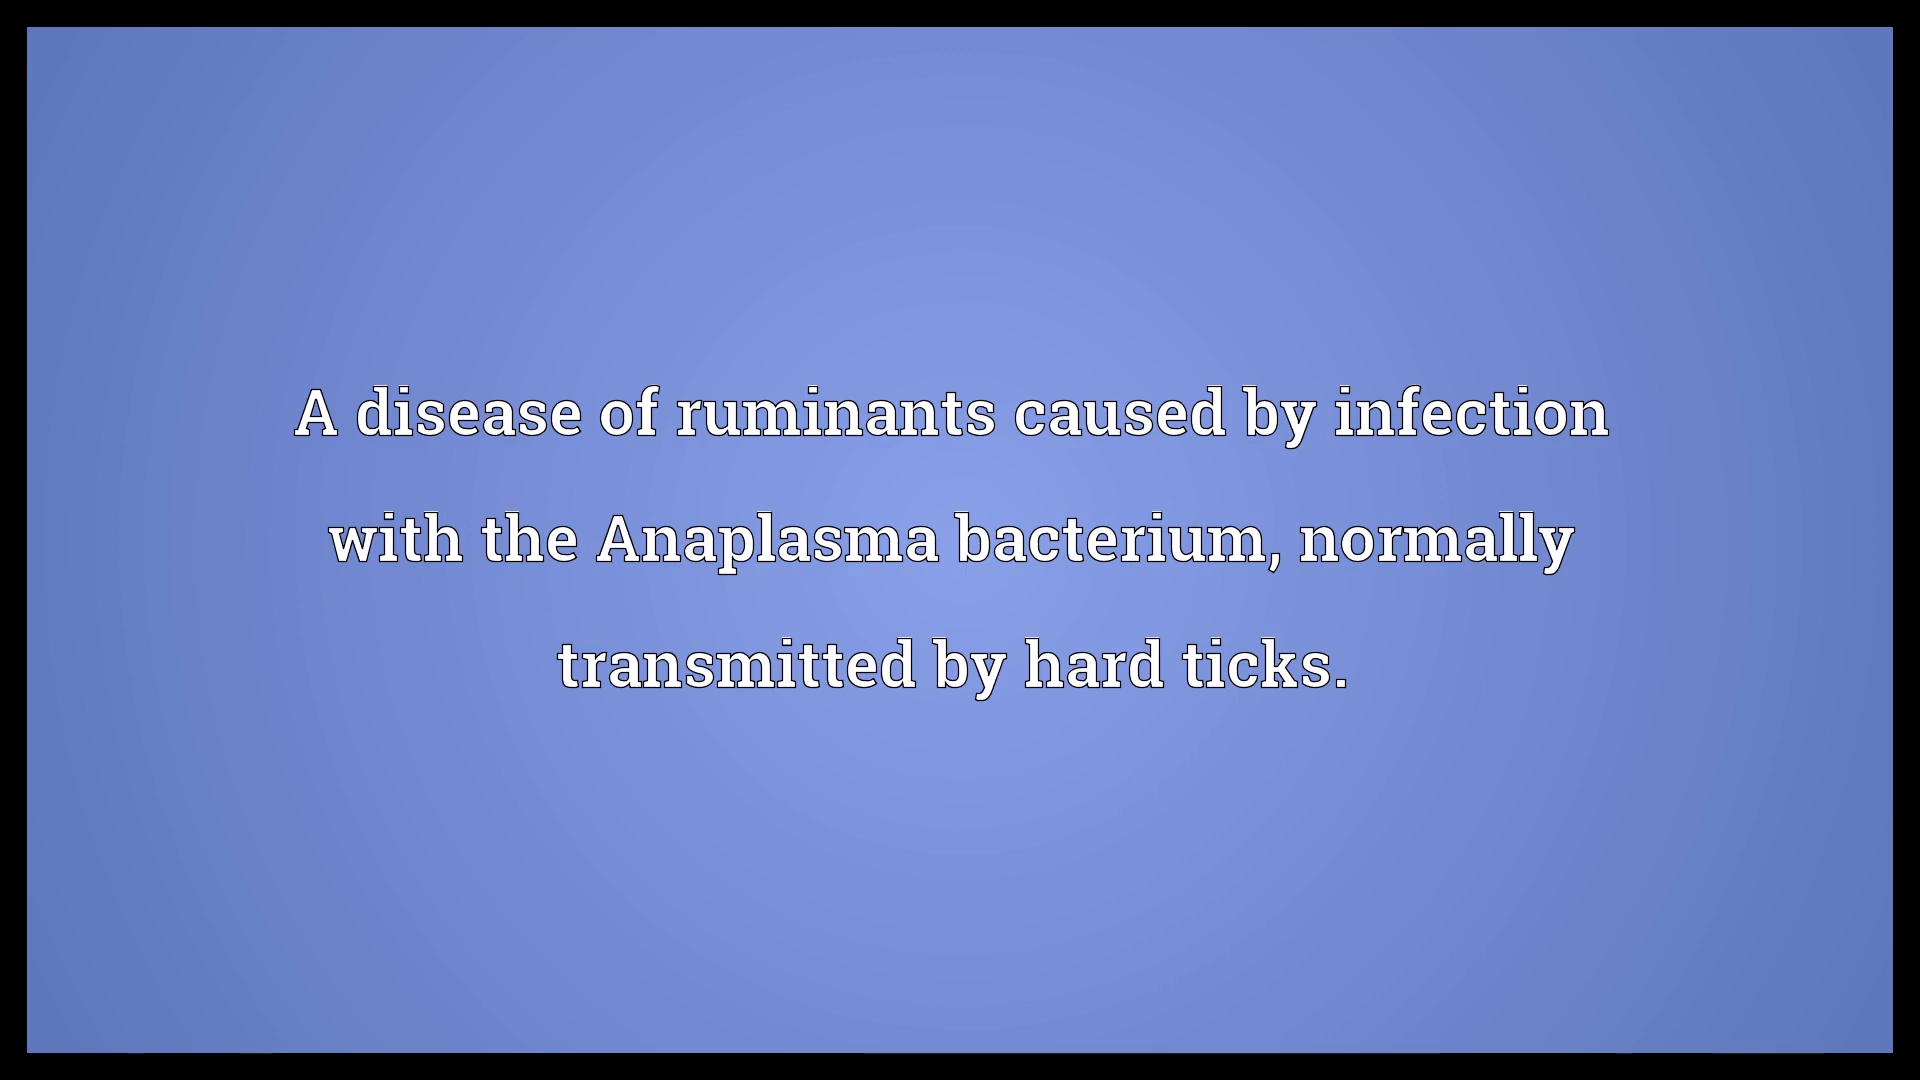 A disease of ruminants caused by infection
with the Anaplasma bacterium, normally
transmitted by hard ticks.